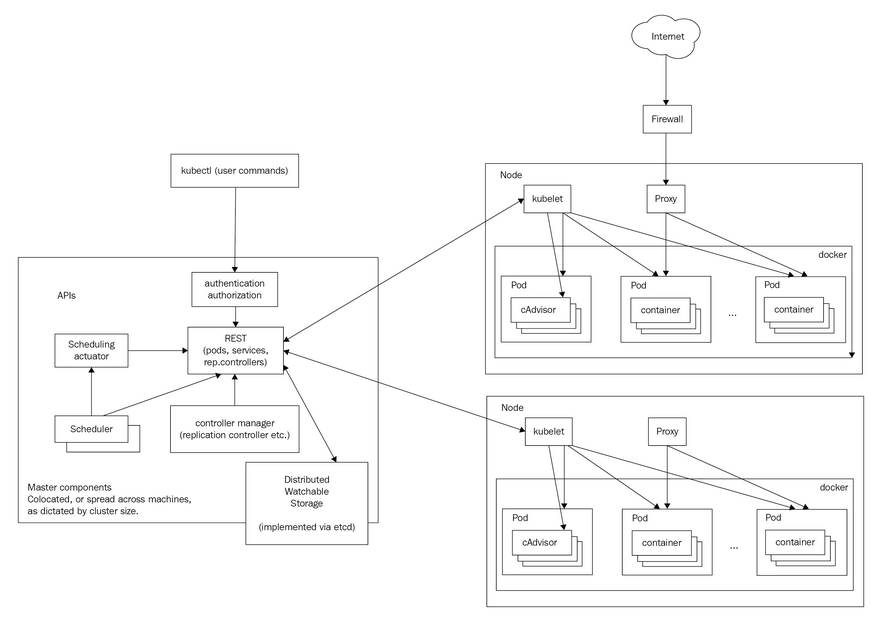 Internet
Firewall
kubectl (user commands)
Node
kubelet
Proxy
docker
Pod
cAdvisor
Pod
container
...
Pod
container
authentication
authorization
APIs
REST
(pods, services,
rep.controllers)
Scheduling
actuator
Scheduler
controller manager
(replication controller etc.)
Master components
Colocated, or spread across machines,
as dictated by cluster size.
Distributed
Watchable
Storage
(implemented via etcd)
Node
kubelet
Proxy
docker
Pod
cAdvisor
Pod
container
...
Pod
container